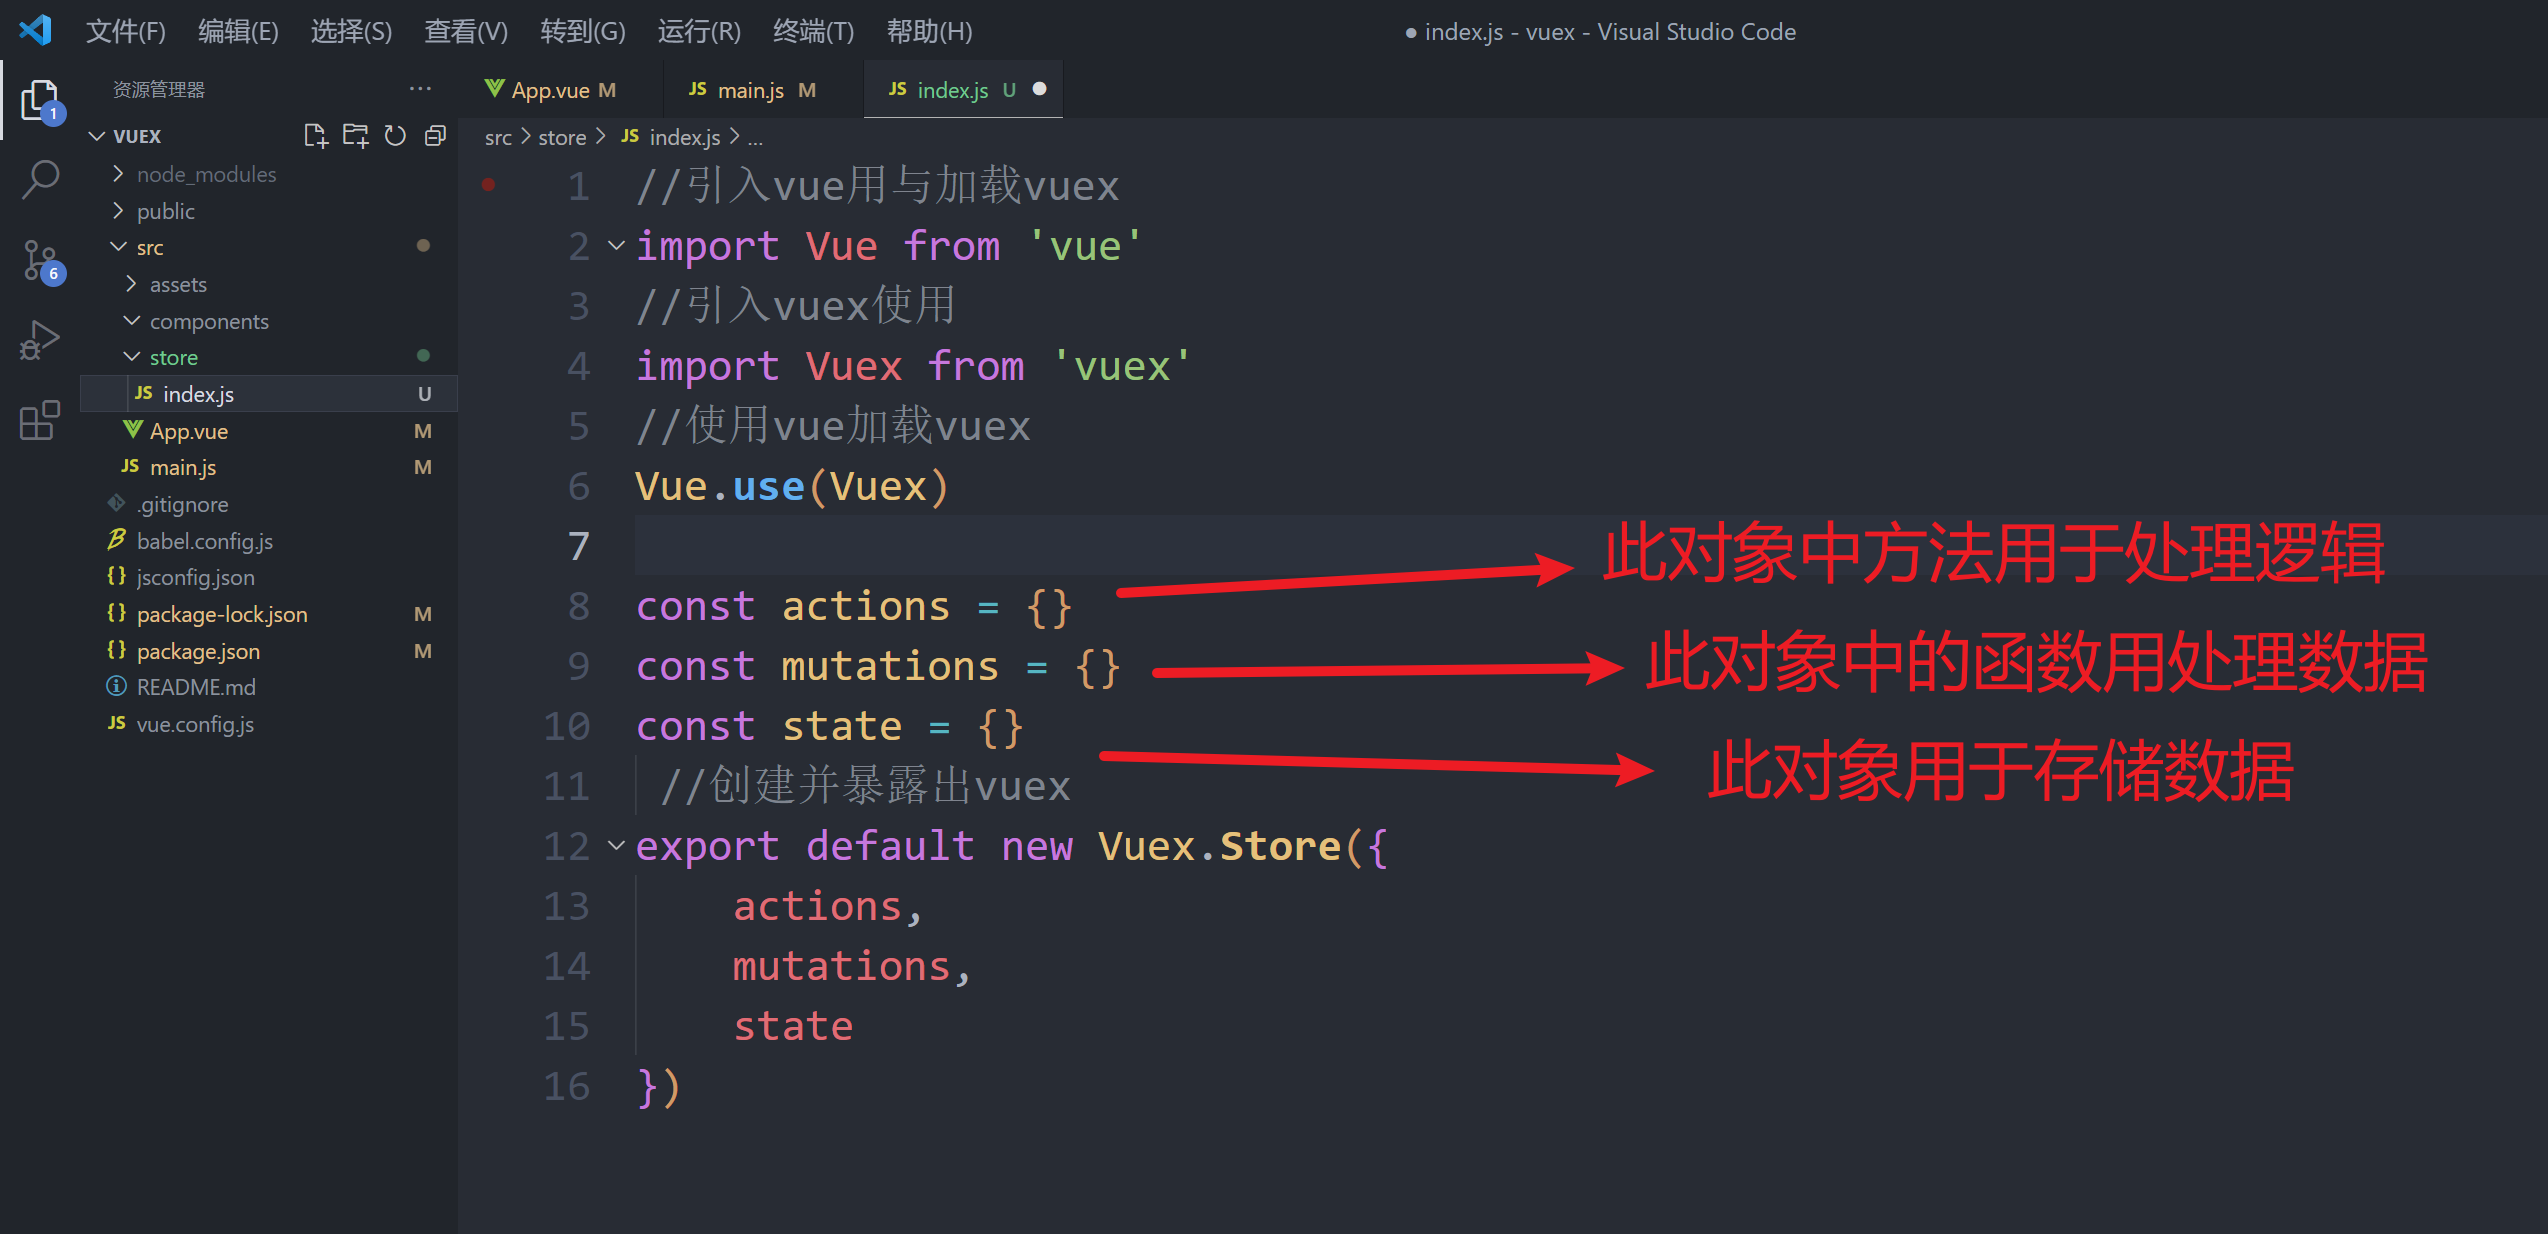 文件(F) 编辑(E) 选择(S) 查看(V) 转到(G) 运行(R) 终端(T) 帮助(H)
● index.js - vuex - Visual Studio Code
资源管理器 ...
App.vue M
JS main.js M
JS index.js U
1
6
VUEX
node_modules
public
src
assets
components
store
JS index.js U
App.vue M
JS main.js M
.gitignore
babel.config.js
{} jsconfig.json
{} package-lock.json M
{} package.json M
README.md
JS vue.config.js
src > store > JS index.js > ...
1 //引入vue用与加载vuex
2 import Vue from 'vue'
3 //引入vuex使用
4 import Vuex from 'vuex'
5 //使用vue加载vuex
6 Vue.use(Vuex)
7
8 const actions = {}
9 const mutations = {}
10 const state = {}
11 //创建并暴露出vuex
12 export default new Vuex.Store({
13 actions,
14 mutations,
15 state
16 })
此对象中方法用于处理逻辑
此对象中的函数用处理数据
此对象用于存储数据